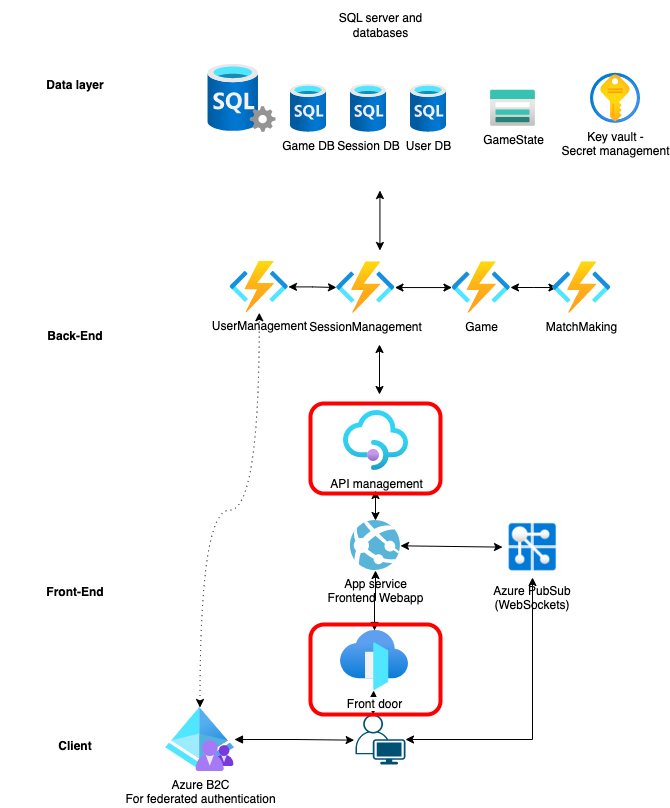 SQL server and
databases
Data layer
SQL
SQL
SQL
SQL
Game DB
Session DB
User DB
GameState
Key vault -
Secret management
UserManagement
SessionManagement
Game
MatchMaking
Back-End
API management
App service
Frontend Webapp
Azure PubSub
(WebSockets)
Front-End
Front door
Client
Azure B2C
For federated authentication